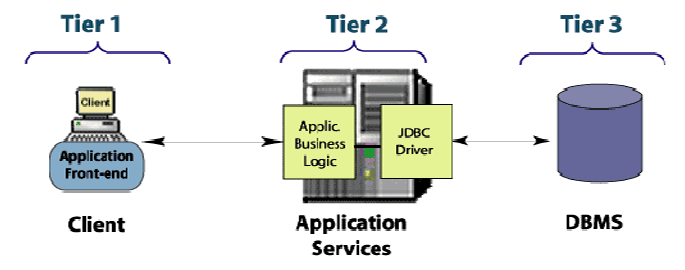 Tier 1
Tier 2
Tier 3
Client
Application
Front-end
Applic.
Business
Logic
JDBC
Driver
Client
Application
Services
DBMS